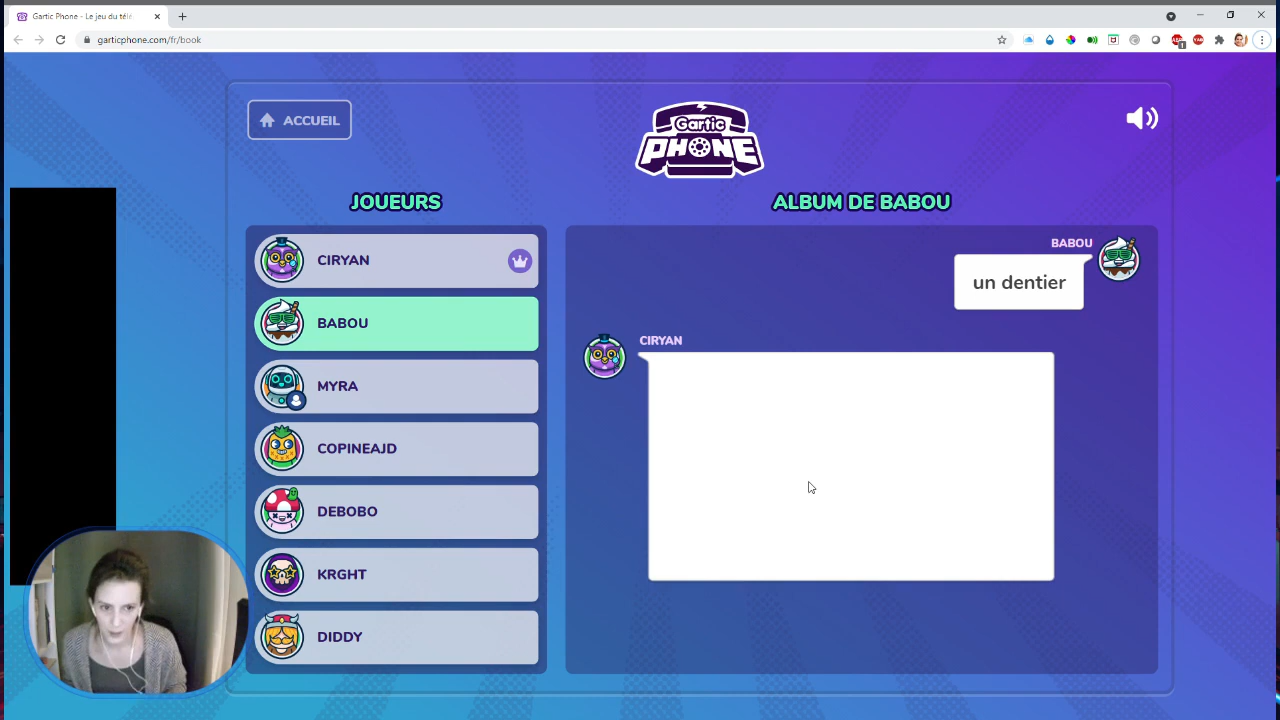 Gartic Phone - Le jeu du télé
garticphone.com/fr/book
ACCUEIL
Gartic
PHONE
JOUEURS
ALBUM DE BABOU
CIRYAN
BABOU
MYRA
COPINEAJD
DEBOBO
KRGHT
DIDDY
BABOU
un dentier
CIRYAN